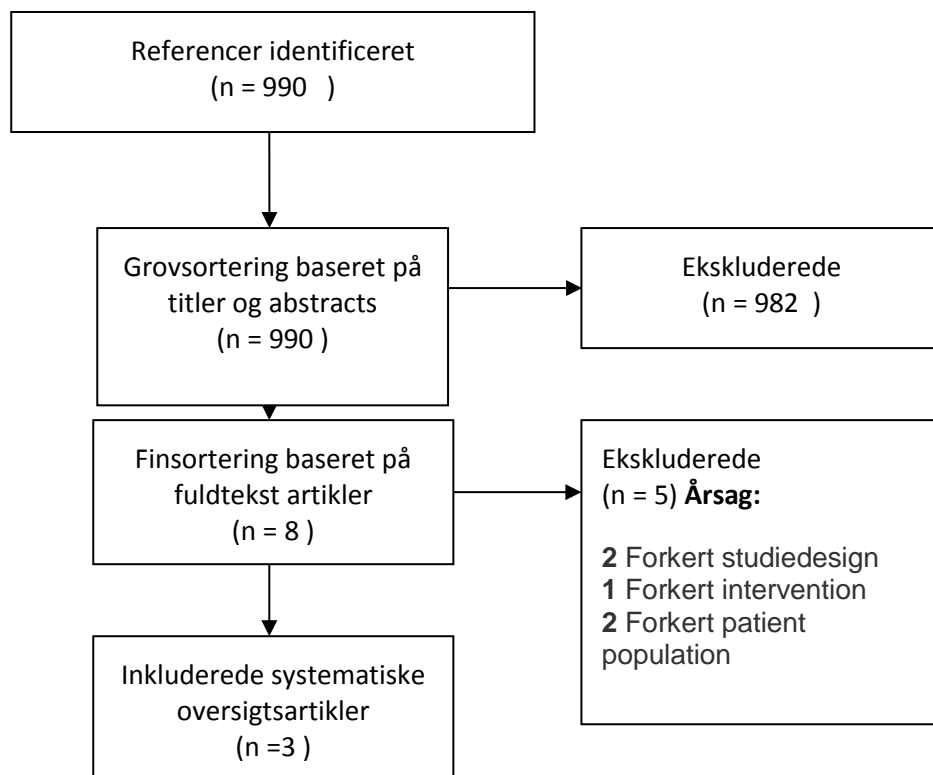 Referencer identificeret
(n = 990   )
Grovsortering baseret på
titler og abstracts
(n = 990 )
Ekskluderede
(n = 982  )
Finsortering baseret på
fuldtekst artikler
(n = 8 )
Ekskluderede
(n = 5) Årsag:
2 Forkert studiedesign
1 Forkert intervention
2 Forkert patient
population
Inkluderede systematiske
oversigtsartikler
(n =3 )